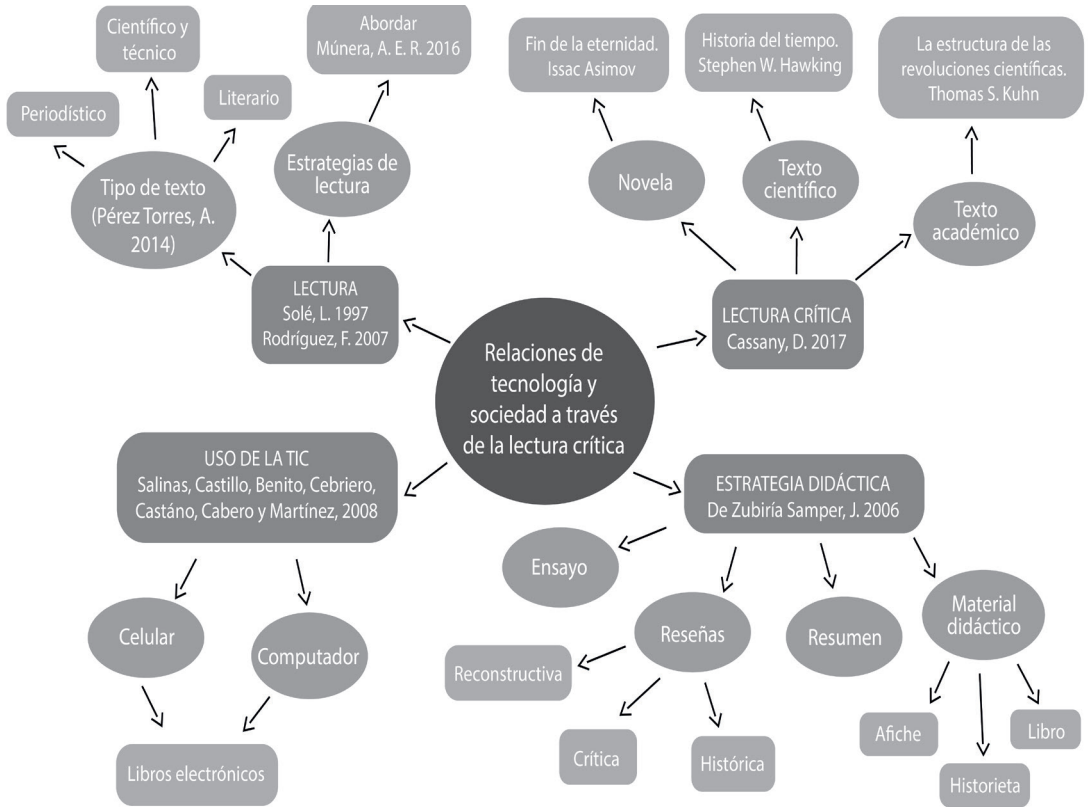 Científico y
técnico
Periodístico
Literario
Tipo de texto
(Pérez Torres, A.
2014)
Abordar
Múnera, A. E. R. 2016
Estrategias de
lectura
LECTURA
Solé, L. 1997
Rodríguez, F. 2007
Fin de la eternidad.
Issac Asimov
Historia del tiempo.
Stephen W. Hawking
La estructura de las
revoluciones científicas.
Thomas S. Kuhn
Novela
Texto
científico
Texto
académico
LECTURA CRÍTICA
Cassany, D. 2017
Relaciones de
tecnología y
sociedad a través
de la lectura crítica
USO DE LA TIC
Salinas, Castillo, Benito, Cebriero,
Castáno, Cabero y Martínez, 2008
Celular
Computador
Libros electrónicos
ESTRATEGIA DIDÁCTICA
De Zubiría Samper, J. 2006
Ensayo
Reseñas
Resumen
Material
didáctico
Reconstructiva
Crítica
Histórica
Afiche
Historieta
Libro